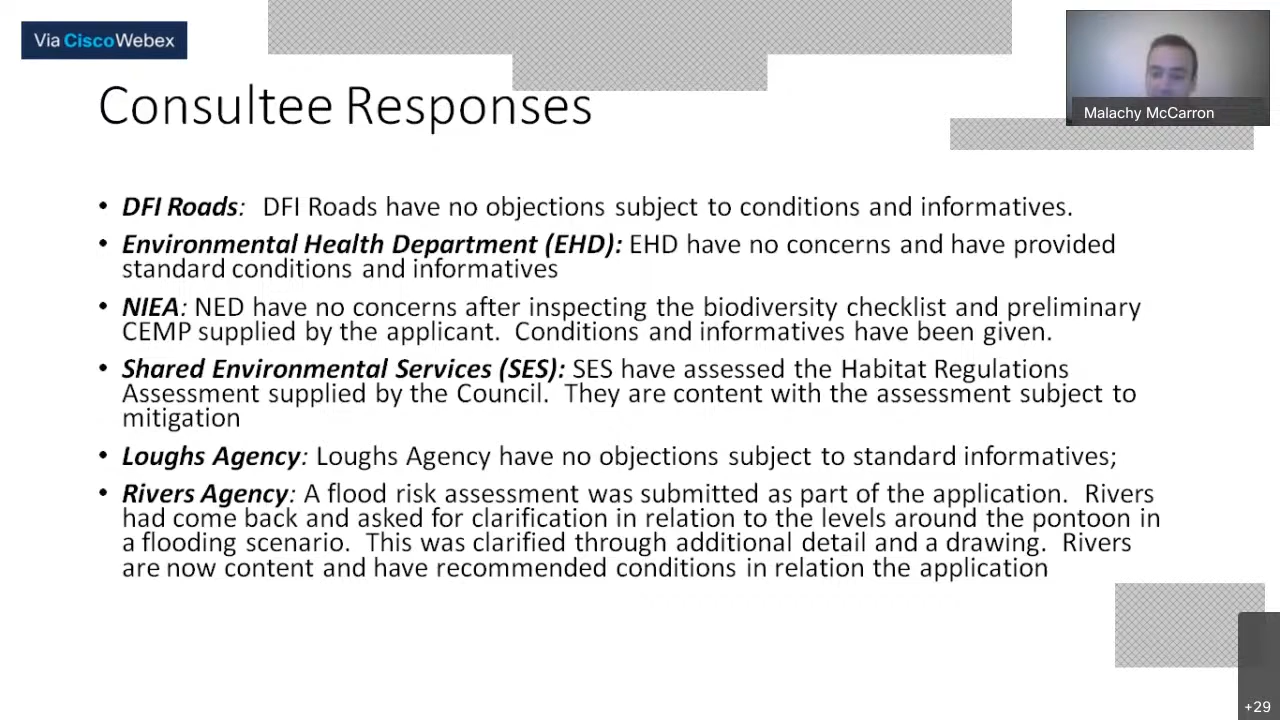 Via Cisco Webex
Malachy McCarron
Consultee Responses
• DFI Roads:  DFI Roads have no objections subject to conditions and informatives.
• Environmental Health Department (EHD): EHD have no concerns and have provided
standard conditions and informatives
• NIEA: NED have no concerns after inspecting the biodiversity checklist and preliminary
CEMP supplied by the applicant.  Conditions and informatives have been given.
• Shared Environmental Services (SES): SES have assessed the Habitat Regulations
Assessment supplied by the Council.  They are content with the assessment subject to
mitigation
• Loughs Agency: Loughs Agency have no objections subject to standard informatives;
• Rivers Agency: A flood risk assessment was submitted as part of the application.  Rivers
had come back and asked for clarification in relation to the levels around the pontoon in
a flooding scenario.  This was clarified through additional detail and a drawing.  Rivers
are now content and have recommended conditions in relation the application
+29